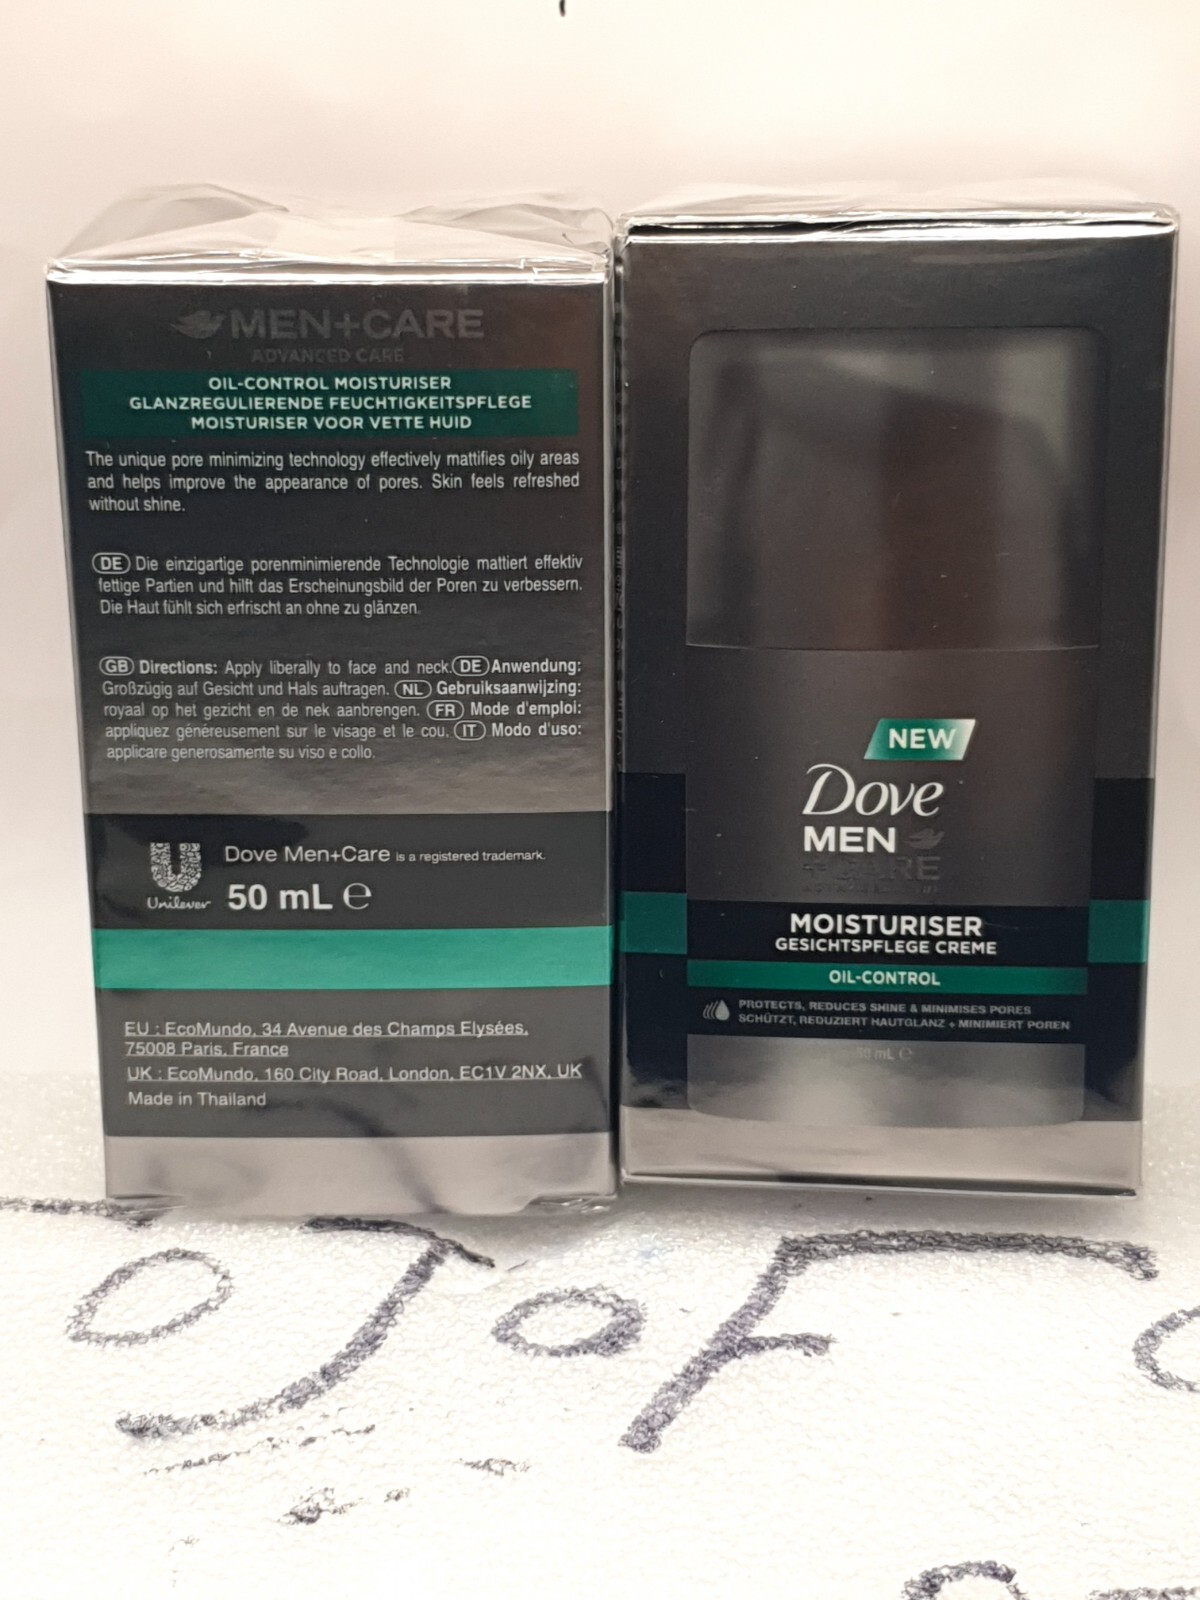 MEN+CARE
ADVANCED CARE
OIL-CONTROL MOISTURISER
GLANZREGULIERENDE FEUCHTIGKEITSPFLEGE
MOISTURISER VOOR VETTE HUID
The unique pore minimizing technology effectively mattifies oily areas
and helps improve the appearance of pores. Skin feels refreshed
without shine.
DE Die einzigartige porenminimierende Technologie mattiert effektiv
fettige Partien und hilft das Erscheinungsbild der Poren zu verbessern.
Die Haut fühlt sich erfrischt an ohne zu glänzen.
GB Directions: Apply liberally to face and neck. DE Anwendung:
Großzügig auf Gesicht und Hals auftragen. NL Gebruiksaanwijzing:
royaal op het gezicht en de nek aanbrengen. FR Mode d'emploi:
appliquez généreusement sur le visage et le cou. IT Modo d'uso:
applicare generosamente su viso e collo.
Dove Men+Care is a registered trademark.
Unilever 50 mL ℮
EU : EcoMundo, 34 Avenue des Champs Elysées,
75008 Paris, France
UK : EcoMundo, 160 City Road, London, EC1V 2NX, UK
Made in Thailand
NEW
Dove
MEN
+CARE
ADVANCED CARE
MOISTURISER
GESICHTSPFLEGE CREME
OIL-CONTROL
PROTECTS, REDUCES SHINE & MINIMISES PORES
SCHÜTZT, REDUZIERT HAUTGLANZ + MINIMIERT POREN
50 mL ℮